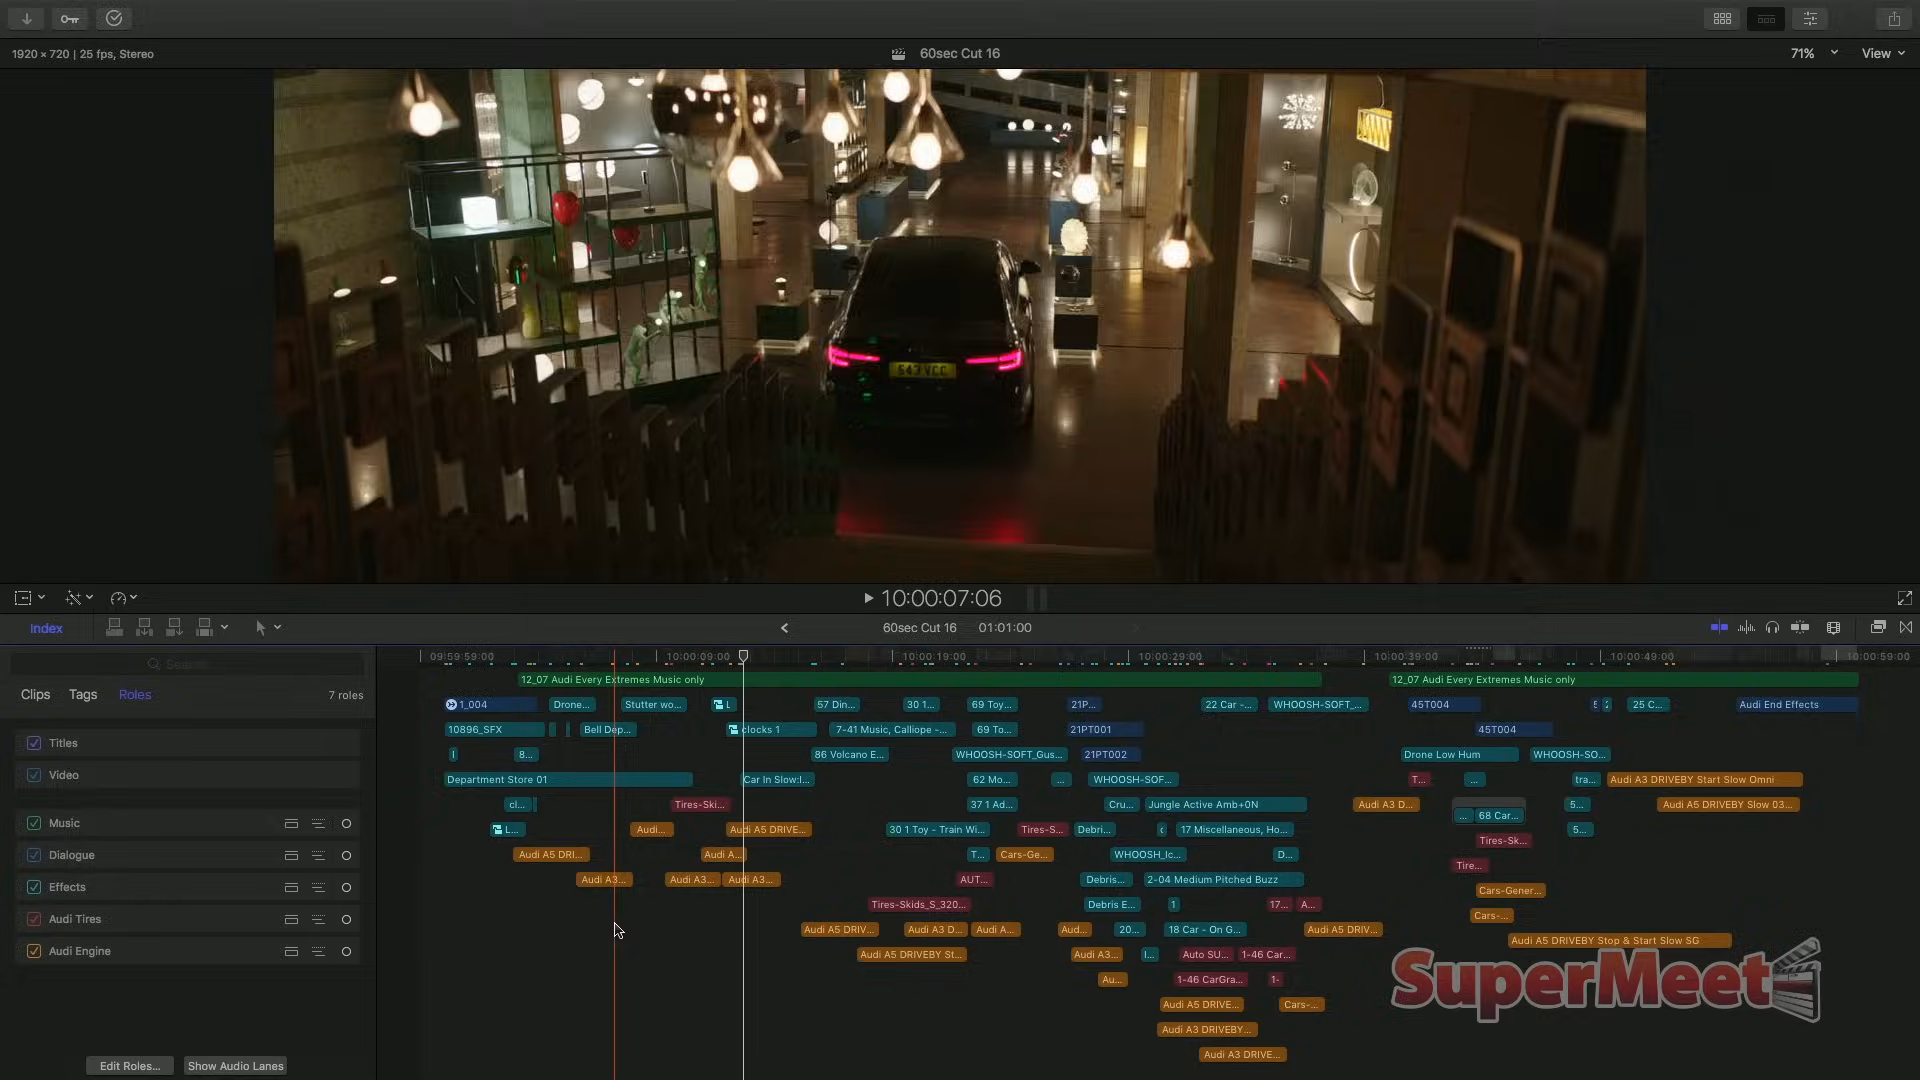 1920 × 720 | 25 fps, Stereo
60sec Cut 16
71%
View
10:00:07:06
Index
60sec Cut 16
01:01:00
Search
09:59:59:00
10:00:09:00
10:00:19:00
10:00:29:00
10:00:39:00
10:00:49:00
10:00:59:00
Clips
Tags
Roles
7 roles
Titles
Video
Music
Dialogue
Effects
Audi Tires
Audi Engine
Edit Roles...
Show Audio Lanes
12_07 Audi Every Extremes Music only
12_07 Audi Every Extremes Music only
1_004
Drone...
Stutter wo...
L
57 Din...
30 1...
69 Toy...
21P...
22 Car -...
WHOOSH-SOFT_...
45T004
25 C...
Audi End Effects
10896_SFX
Bell Dep...
clocks 1
7-41 Music, Calliope -...
69 To...
21PT001
45T004
8...
86 Volcano E...
WHOOSH-SOFT_Gus...
21PT002
Drone Low Hum
WHOOSH-SO...
Department Store 01
Car In Slow:I...
62 Mo...
...
WHOOSH-SOF...
T...
...
tra...
Audi A3 DRIVEBY Start Slow Omni
cl...
Tires-Ski...
37 1 Ad...
Cru...
Jungle Active Amb+0N
Audi A3 D...
... 68 Car...
5...
Audi A5 DRIVEBY Slow 03...
L...
Audi...
Audi A5 DRIVE...
30 1 Toy - Train Wi...
Tires-S...
Debri...
17 Miscellaneous, Ho...
5...
Tires-Sk...
Audi A5 DRI...
Audi A...
T...
Cars-Ge...
WHOOSH_Ic...
D...
Tire...
Audi A3...
Audi A3...
Audi A3...
AUT...
Debris...
2-04 Medium Pitched Buzz
Cars-Gener...
Tires-Skids_S_320...
Debris E...
1
17...
A...
Cars-...
Audi A5 DRIV...
Audi A3 D...
Audi A...
Aud...
20...
18 Car - On G...
Audi A5 DRIV...
Audi A5 DRIVEBY Stop & Start Slow SG
Audi A5 DRIVEBY St...
Audi A3...
I...
Auto SU...
1-46 Car...
Au...
1-46 CarGra...
1-
Audi A5 DRIVE...
Cars-...
Audi A3 DRIVEBY...
Audi A3 DRIVE...
SuperMeet